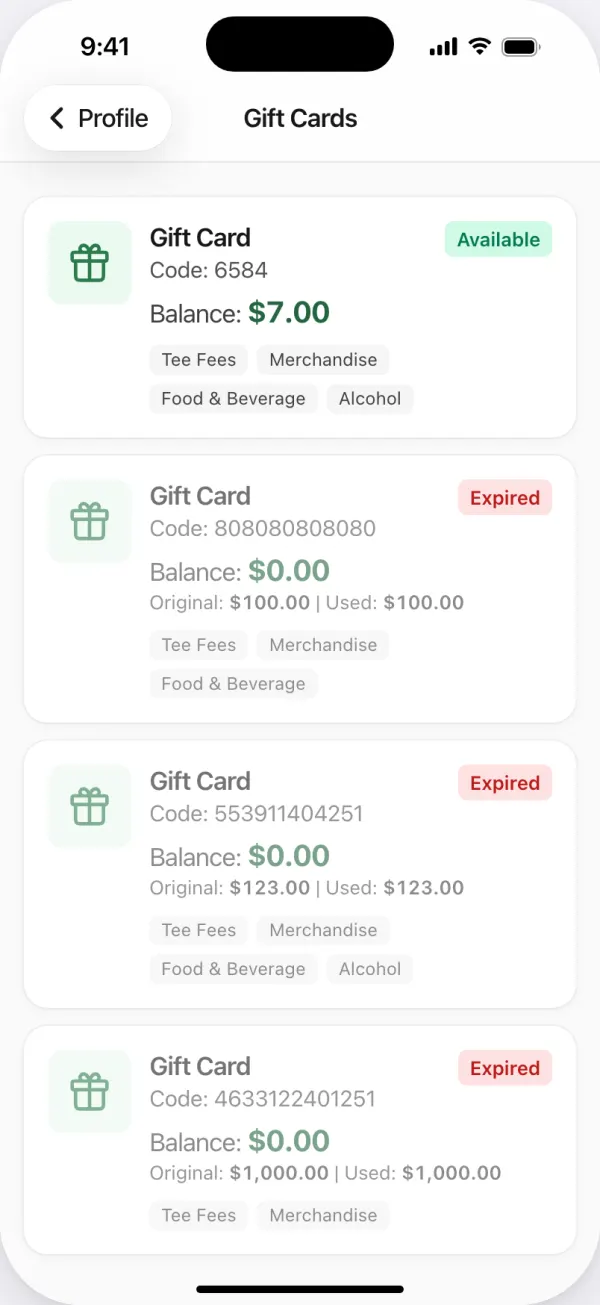 9:41
Profile
Gift Cards
Gift Card
Available
Code: 6584
Balance: $7.00
Tee Fees Merchandise
Food & Beverage Alcohol
Gift Card
Expired
Code: 808080808080
Balance: $0.00
Original: $100.00 | Used: $100.00
Tee Fees Merchandise
Food & Beverage
Gift Card
Expired
Code: 553911404251
Balance: $0.00
Original: $123.00 | Used: $123.00
Tee Fees Merchandise
Food & Beverage Alcohol
Gift Card
Expired
Code: 4633122401251
Balance: $0.00
Original: $1,000.00 | Used: $1,000.00
Tee Fees Merchandise